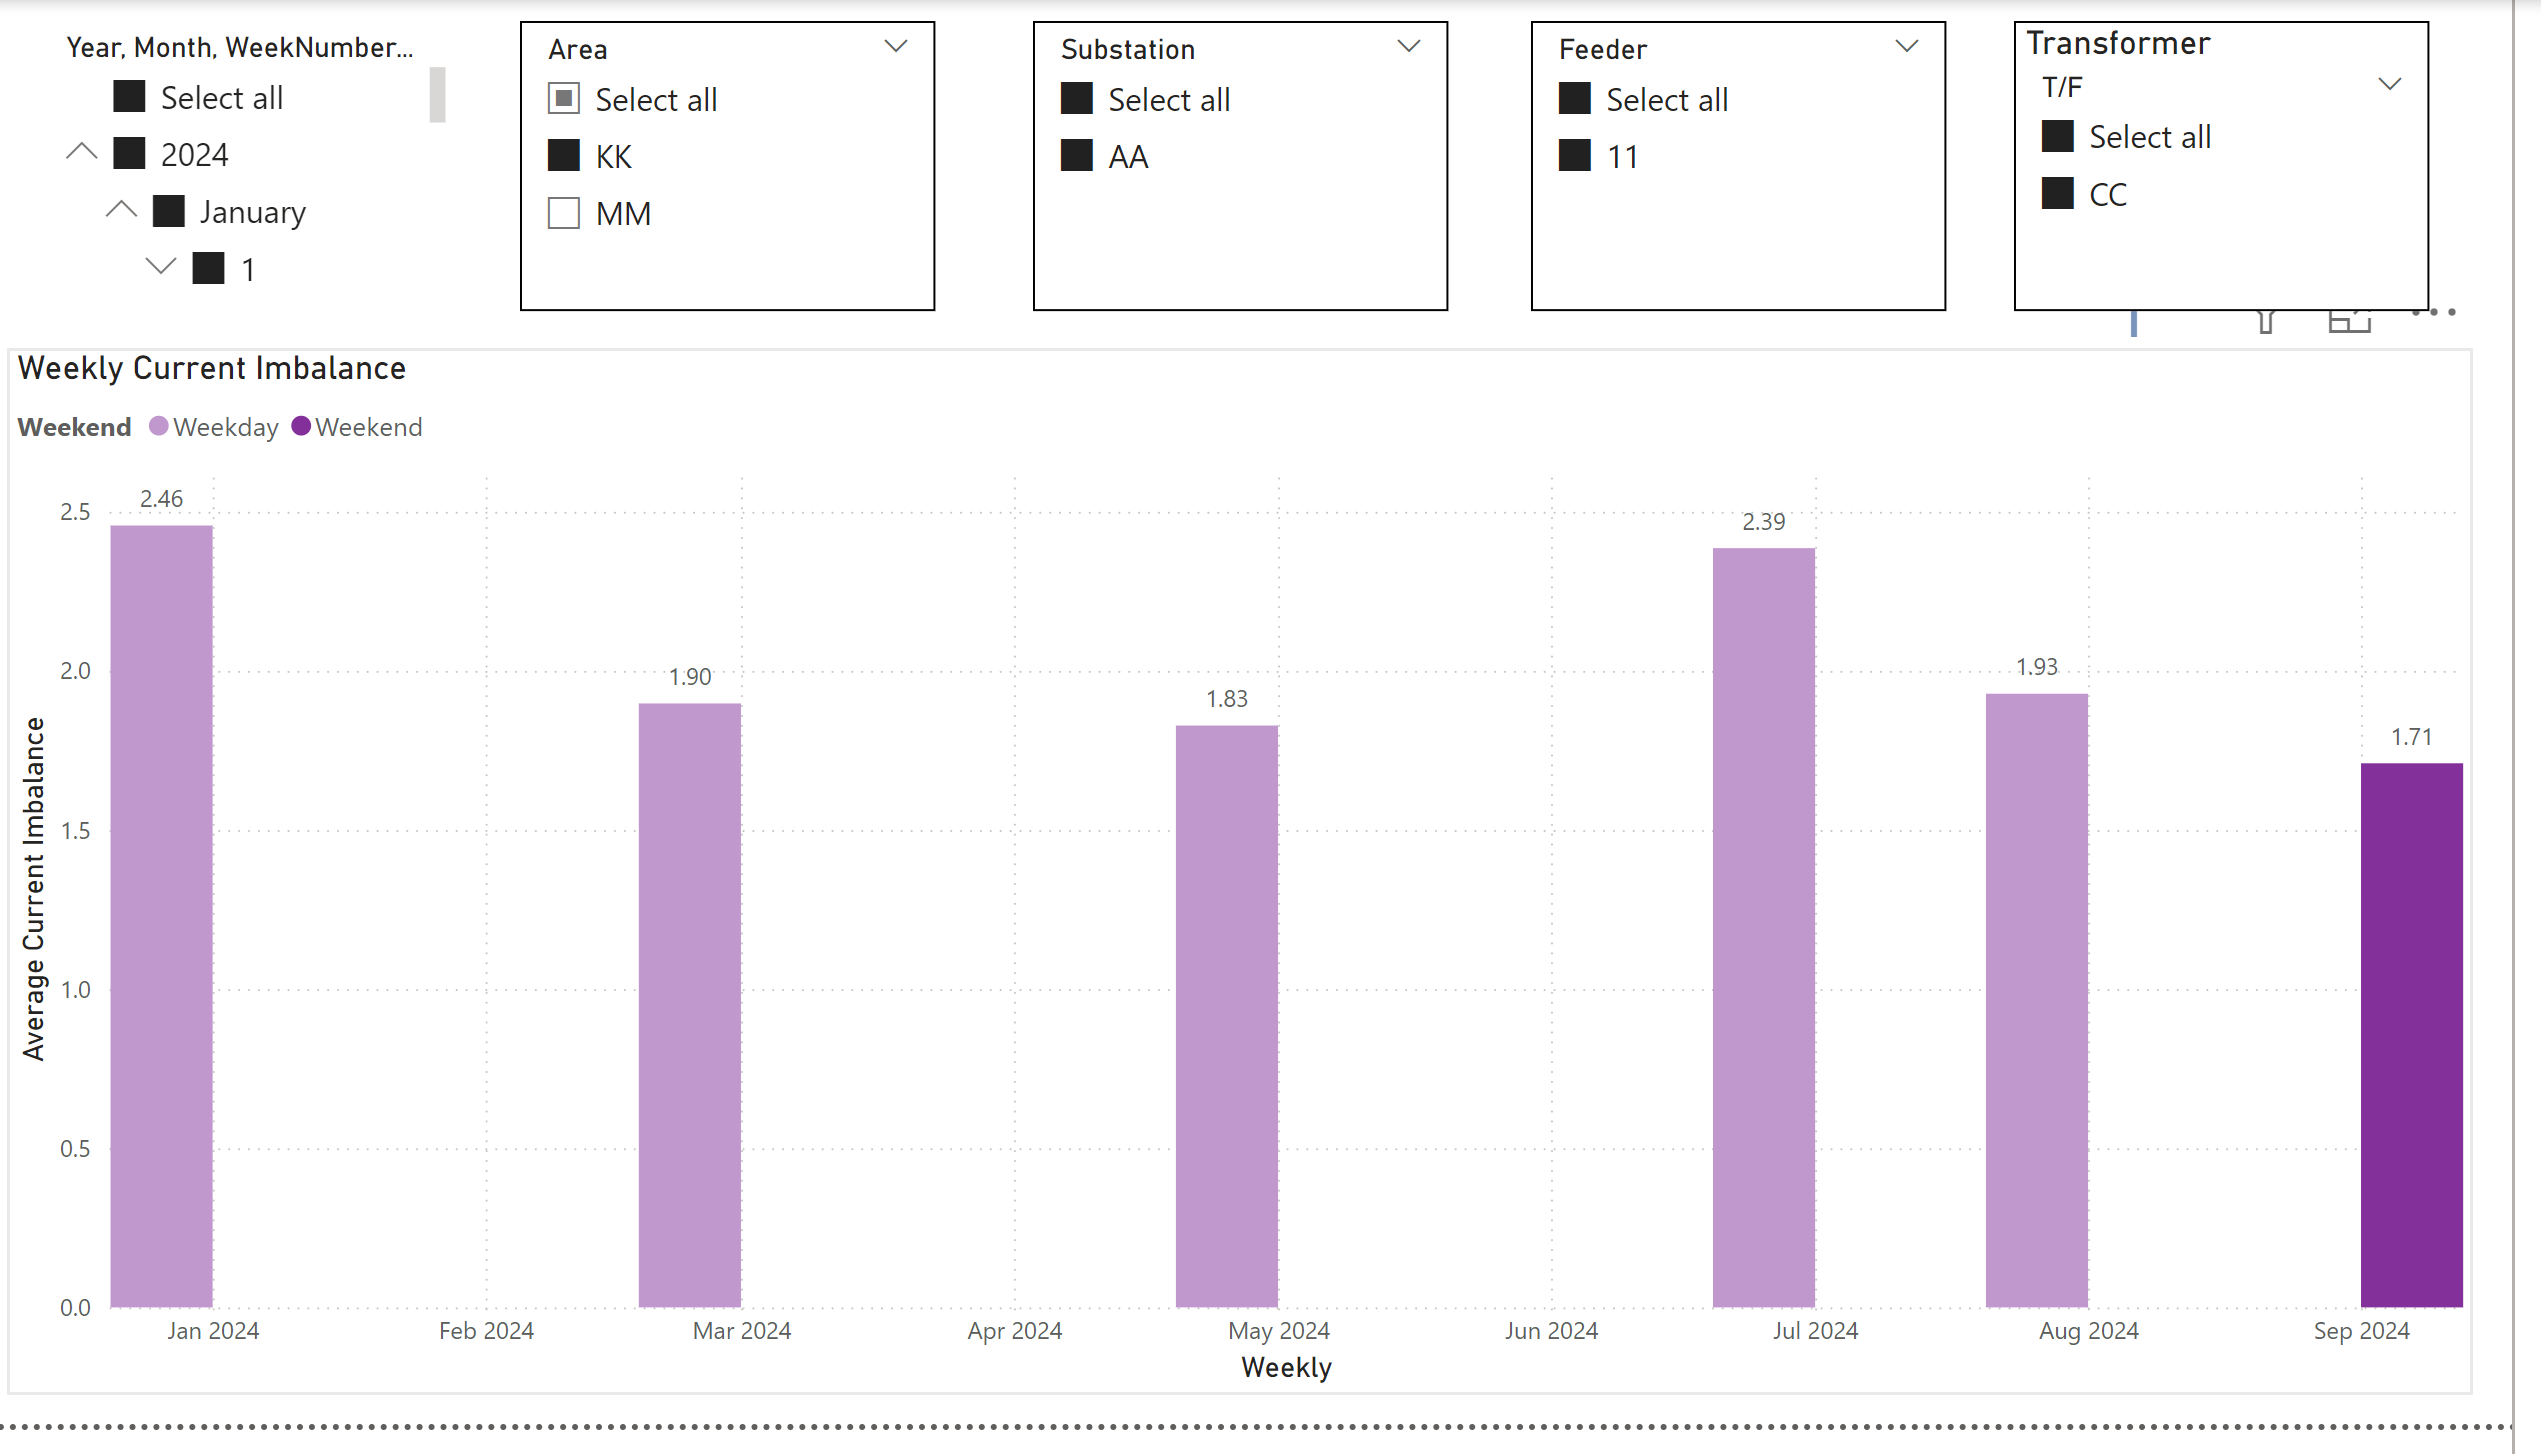 Year, Month, WeekNumber...
Select all
2024
January
1
Area
Select all
KK
MM
Substation
Select all
AA
Feeder
Select all
11
Transformer
T/F
Select all
CC
Weekly Current Imbalance
Weekend Weekday Weekend
2.5
2.0
1.5
1.0
0.5
0.0
Average Current Imbalance
2.46
1.90
1.83
2.39
1.93
1.71
Jan 2024 Feb 2024 Mar 2024 Apr 2024 May 2024 Jun 2024 Jul 2024 Aug 2024 Sep 2024
Weekly